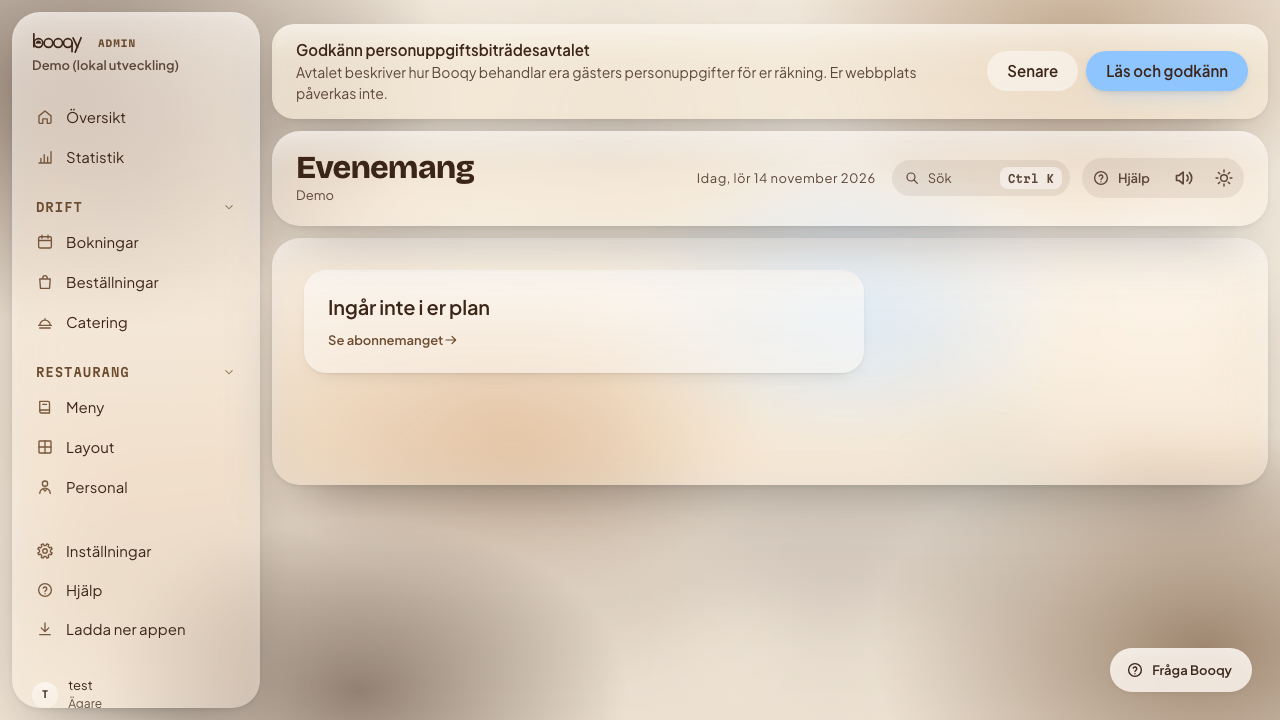 booqy ADMIN
Demo (lokal utveckling)
Översikt
Statistik
DRIFT
Bokningar
Beställningar
Catering
RESTAURANG
Meny
Layout
Personal
Inställningar
Hjälp
Ladda ner appen
T
test
Ägare
Godkänn personuppgiftsbiträdesavtalet
Avtalet beskriver hur Booqy behandlar era gästers personuppgifter för er räkning. Er webbplats
påverkas inte.
Senare
Läs och godkänn
Evenemang
Demo
Idag, lör 14 november 2026
Sök
Ctrl K
Hjälp
Ingår inte i er plan
Se abonnemanget→
Fråga Booqy